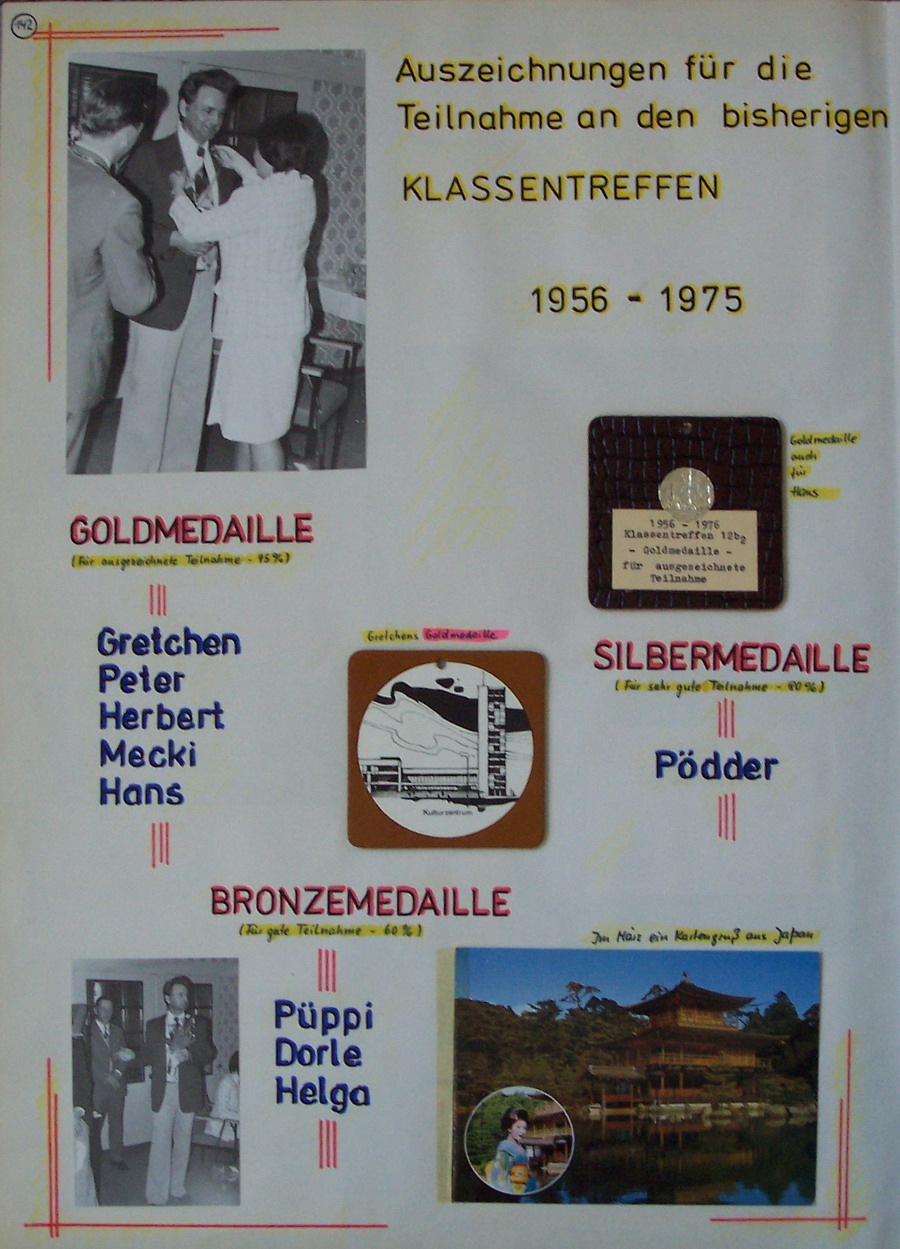 142
Auszeichnungen für die
Teilnahme an den bisherigen
KLASSENTREFFEN
1956 - 1975
Goldmedaille
auch
für
Hans
1956 - 1976
Klassentreffen 12b2
- Goldmedaille -
für ausgezeichnete
Teilnahme
GOLDMEDAILLE
(Für ausgezeichnete Teilnahme - 95%)
Gretchen
Peter
Herbert
Mecki
Hans
Gretchens Goldmedaille
Kulturzentrum
SILBERMEDAILLE
(Für sehr gute Teilnahme - 80%)
Pödder
BRONZEMEDAILLE
(Für gute Teilnahme - 60%)
Püppi
Dorle
Helga
Im März ein Kartengruß aus Japan